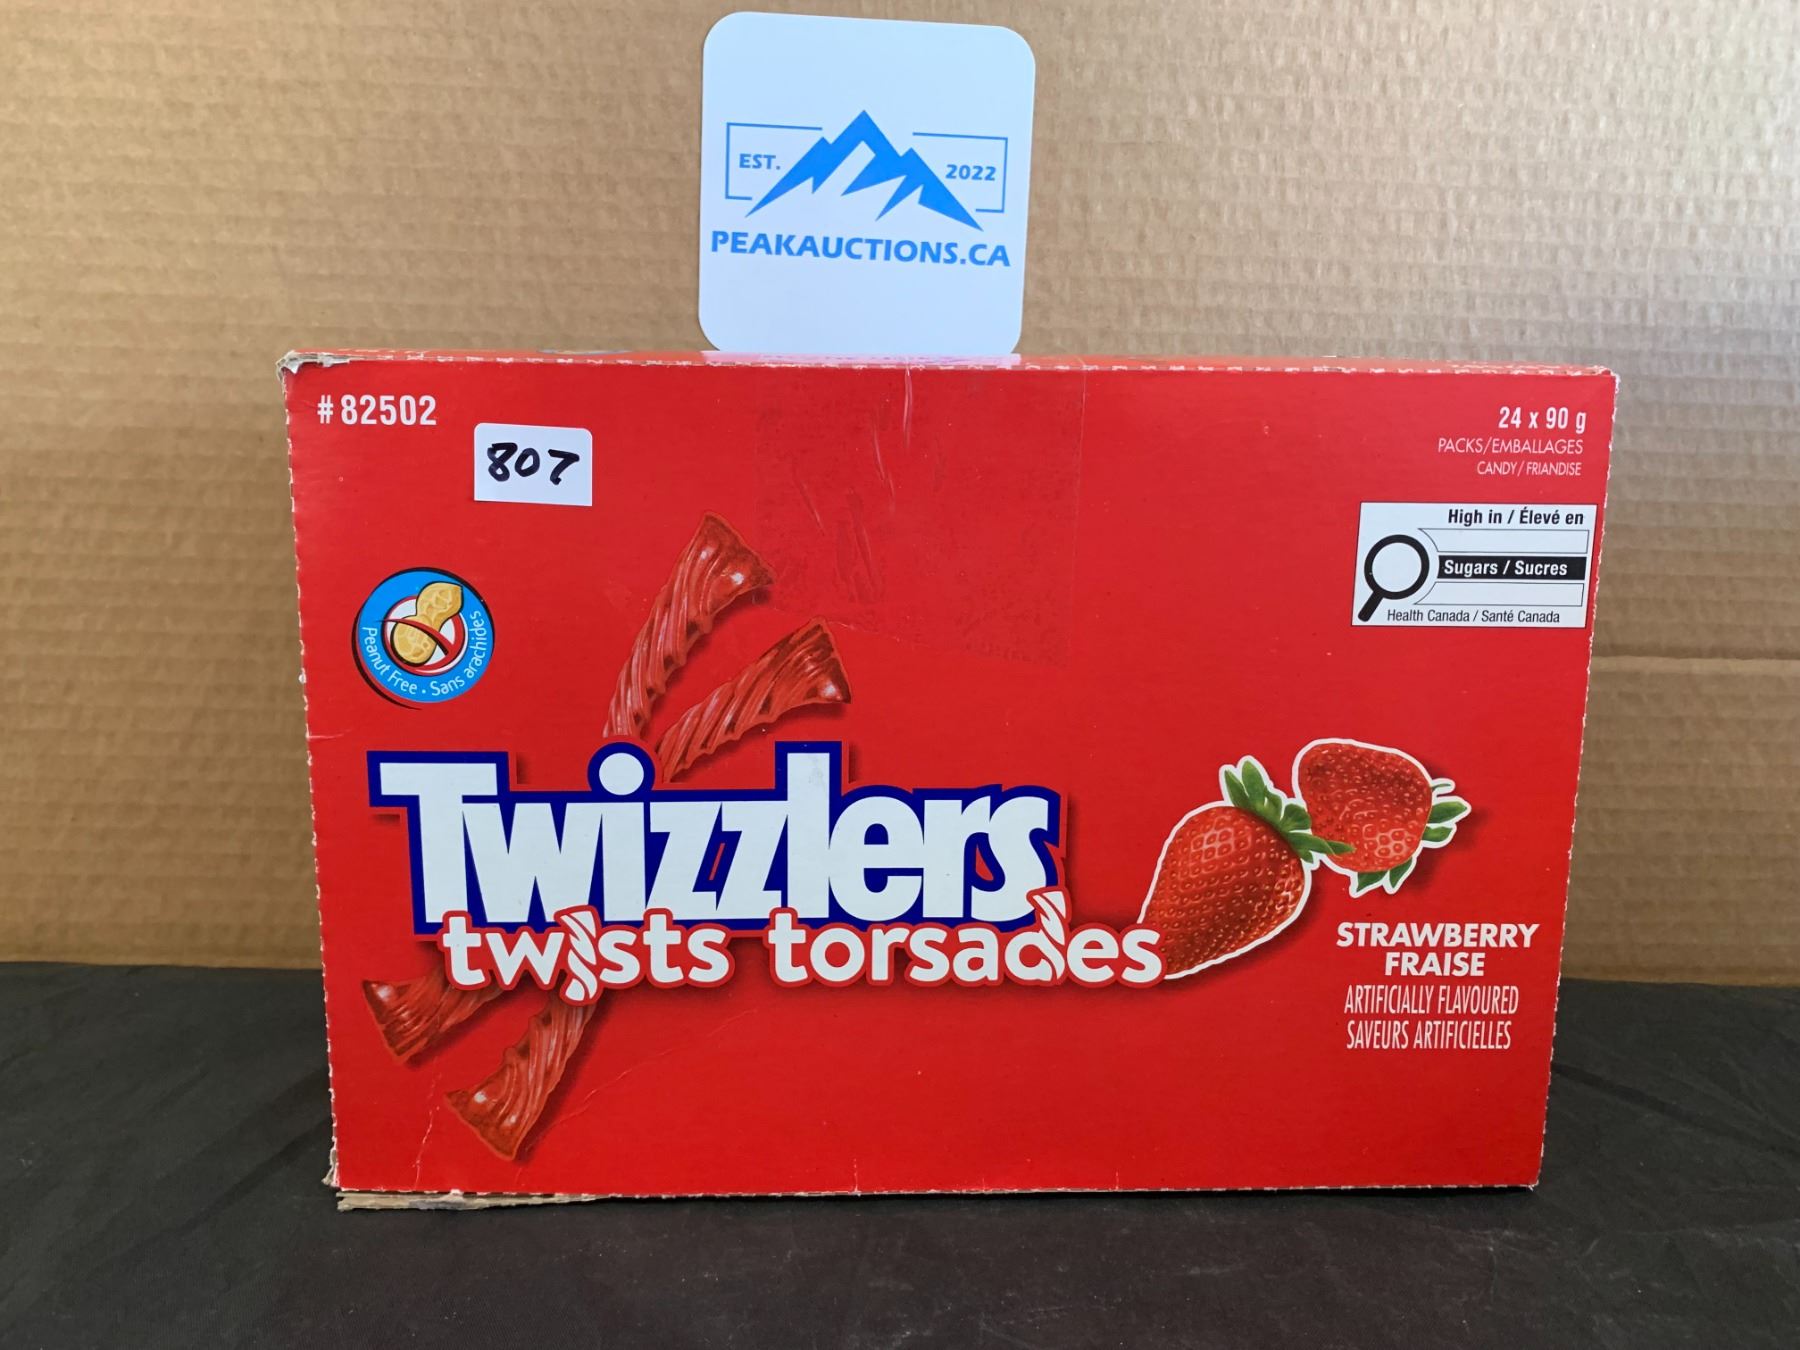 EST. 2022
PEAKAUCTIONS.CA
#82502
807
24 x 90 g
PACKS/EMBALLAGES
CANDY/FRIANDISE
High in / Élevé en
Sugars / Sucres
Health Canada / Santé Canada
Peanut Free • Sans arachides
Twizzlers
twists torsades
STRAWBERRY
FRAISE
ARTIFICIALLY FLAVOURED
SAVEURS ARTIFICIELLES